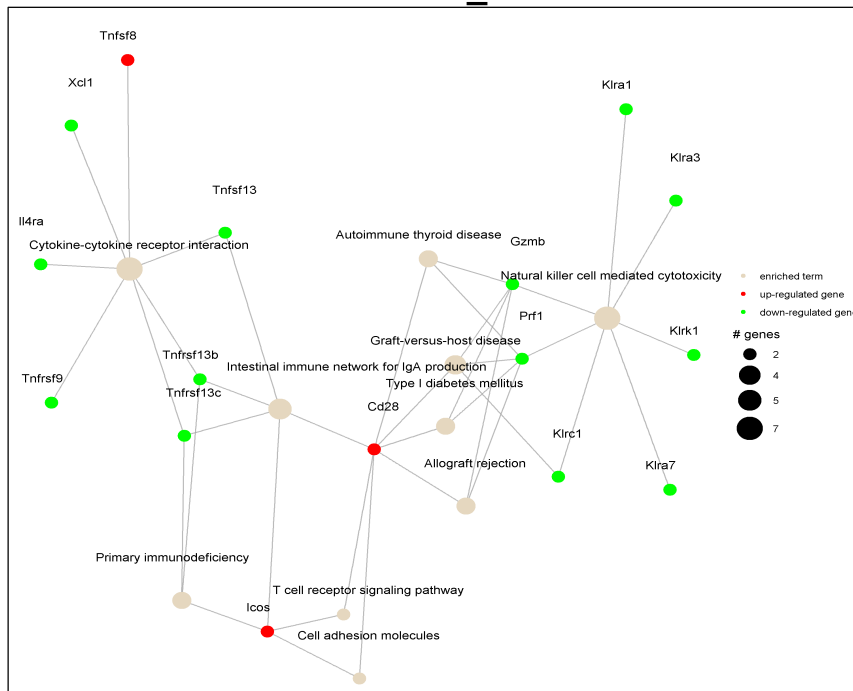 Tnfsf8
Xcl1
Klra1
Klra3
Tnfsf13
Il4ra
Cytokine-cytokine receptor interaction
Autoimmune thyroid disease
Gzmb
Natural killer cell mediated cytotoxicity
enriched term
up-regulated gene
down-regulated gene
Prf1
# genes
Klrk1
2
4
5
7
Graft-versus-host disease
Tnfrsf13b
Intestinal immune network for IgA production
Tnfrsf9
Tnfrsf13c
Type I diabetes mellitus
Cd28
Klrc1
Allograft rejection
Klra7
Primary immunodeficiency
T cell receptor signaling pathway
Icos
Cell adhesion molecules